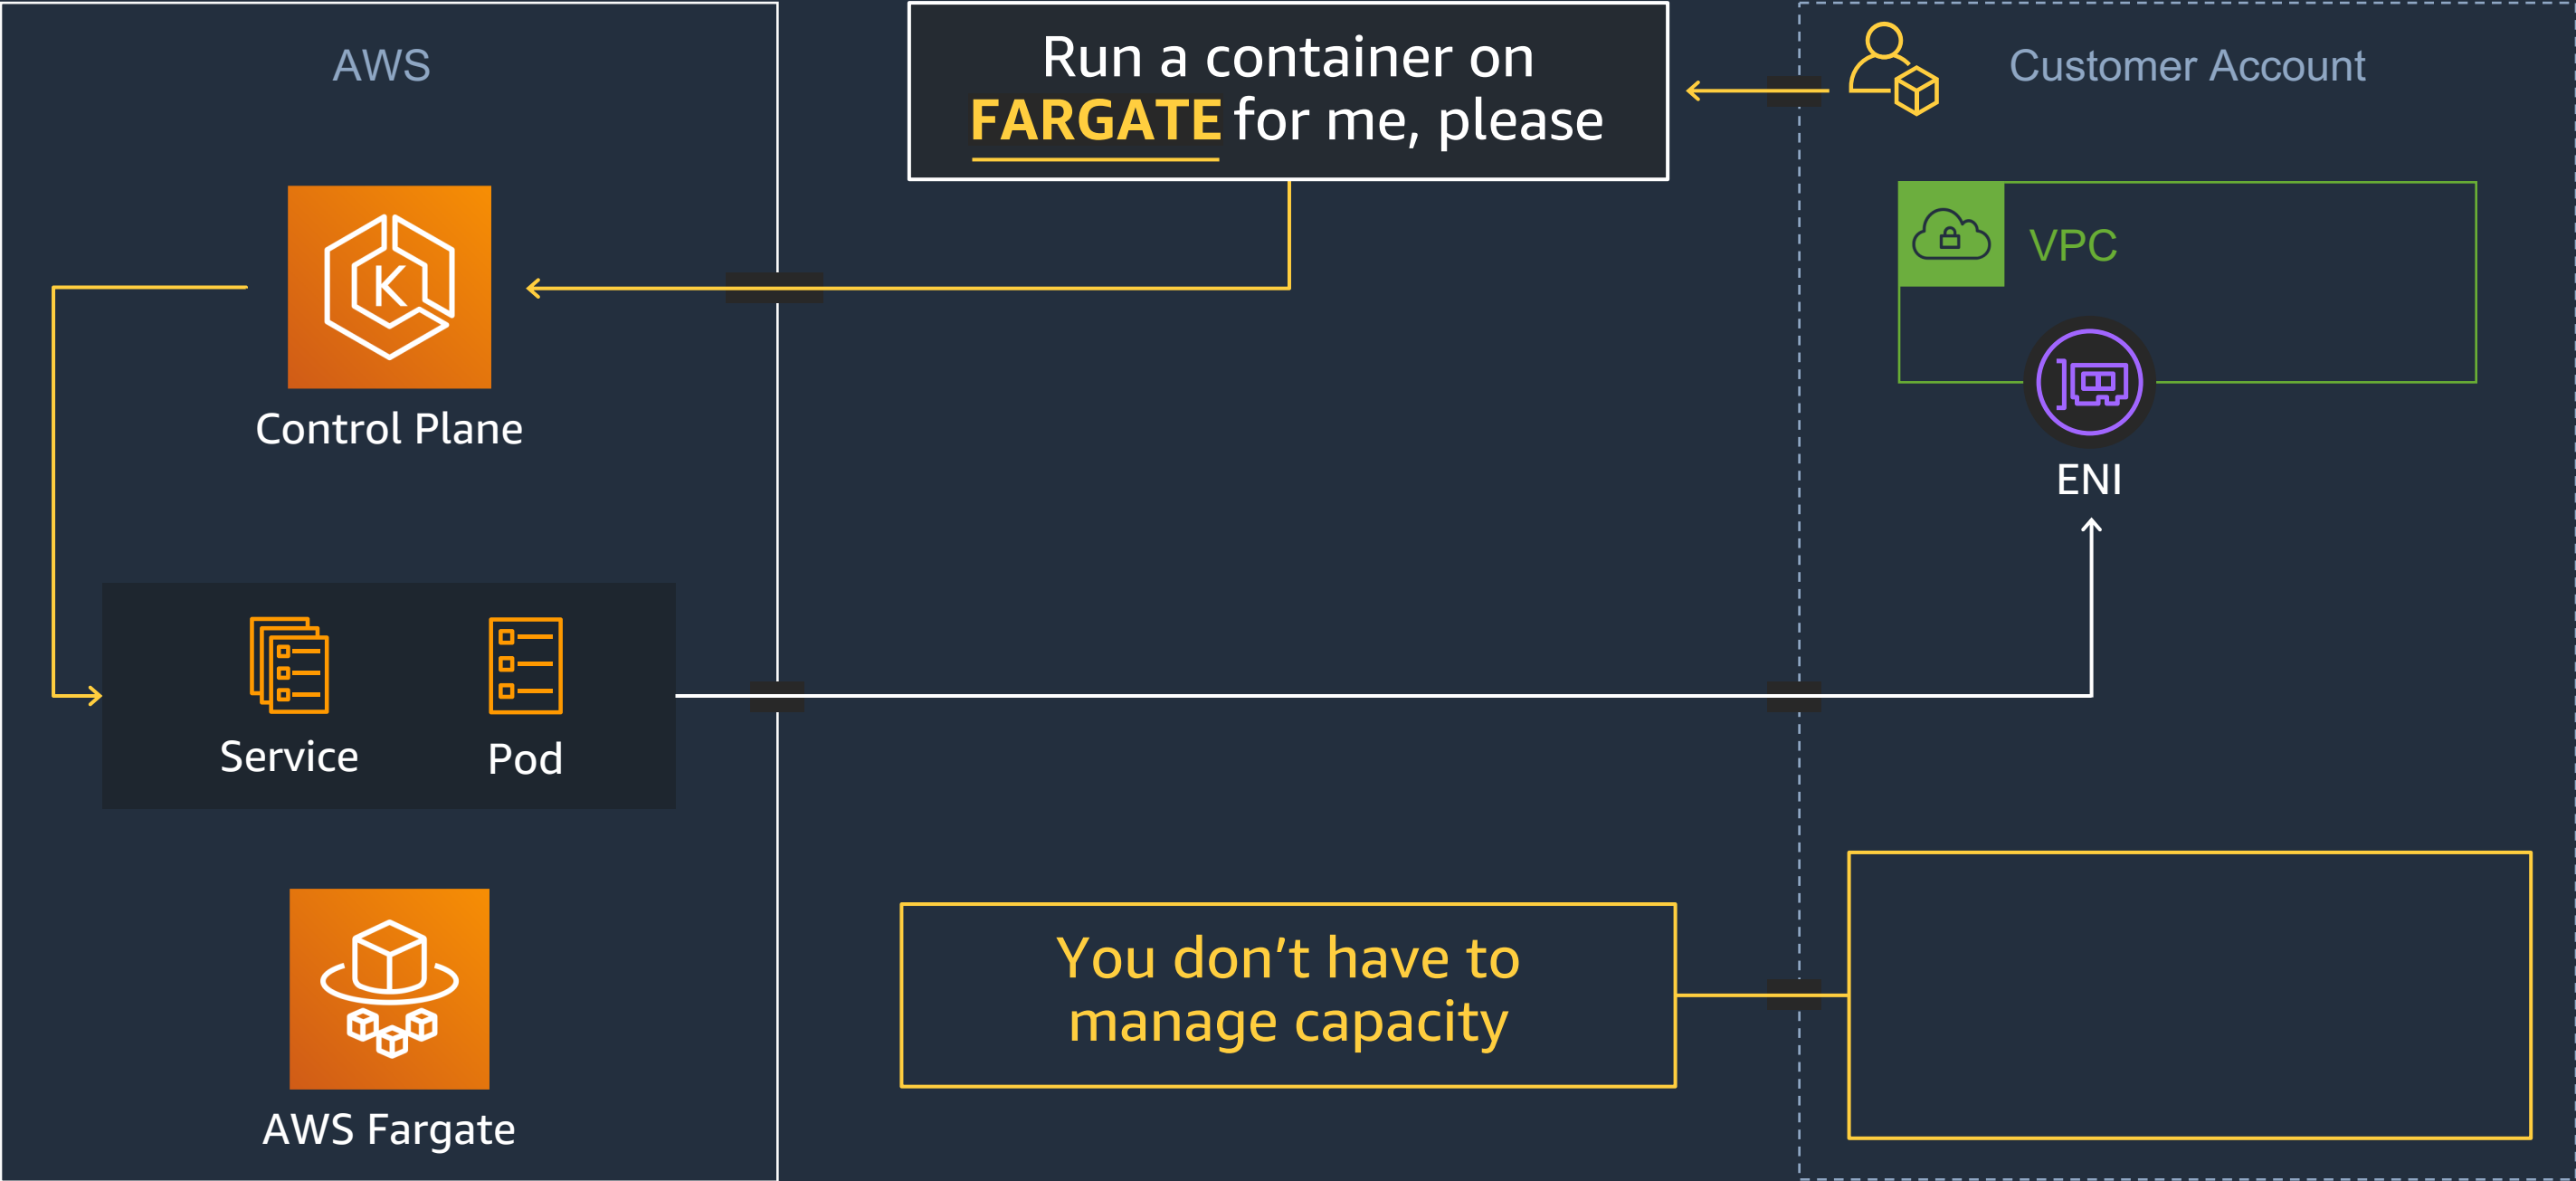 AWS
Run a container on
FARGATE for me, please
Customer Account
VPC
K
Control Plane
ENI
Service
Pod
You don’t have to
manage capacity
AWS Fargate